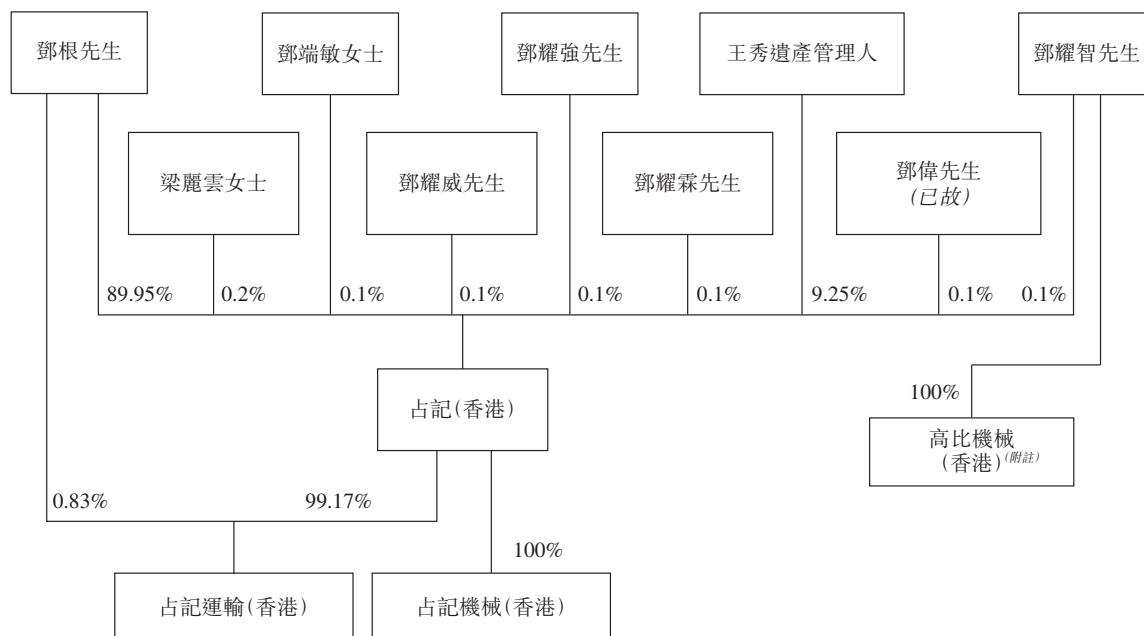 鄧根先生
鄧端敏女士
鄧耀強先生
王秀遺產管理人
鄧耀智先生
梁麗雲女士
鄧耀威先生
鄧耀霖先生
鄧偉先生
(已故)
89.95%
0.2%
0.1%
0.1%
0.1%
0.1%
9.25%
0.1%
0.1%
占記(香港)
100%
高比機械
(香港)(附註)
0.83%
99.17%
100%
占記運輸(香港)
占記機械(香港)